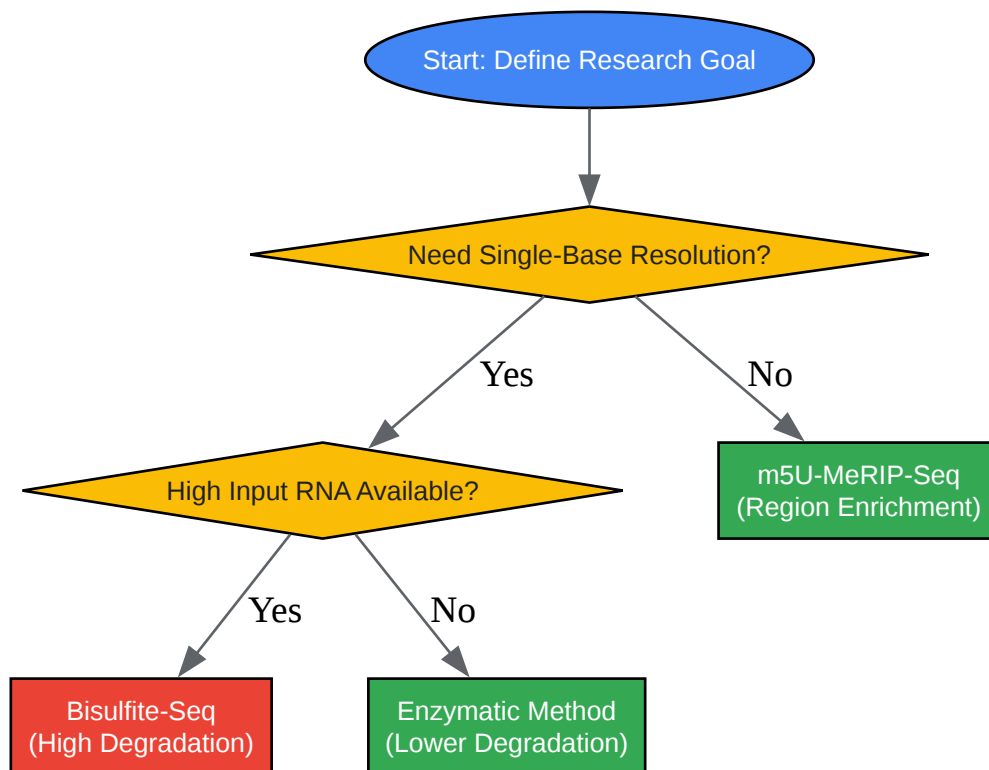 Start: Define Research Goal
Need Single-Base Resolution?
Yes
No
High Input RNA Available?
m5U-MeRIP-Seq
(Region Enrichment)
Yes
No
Bisulfite-Seq
(High Degradation)
Enzymatic Method
(Lower Degradation)